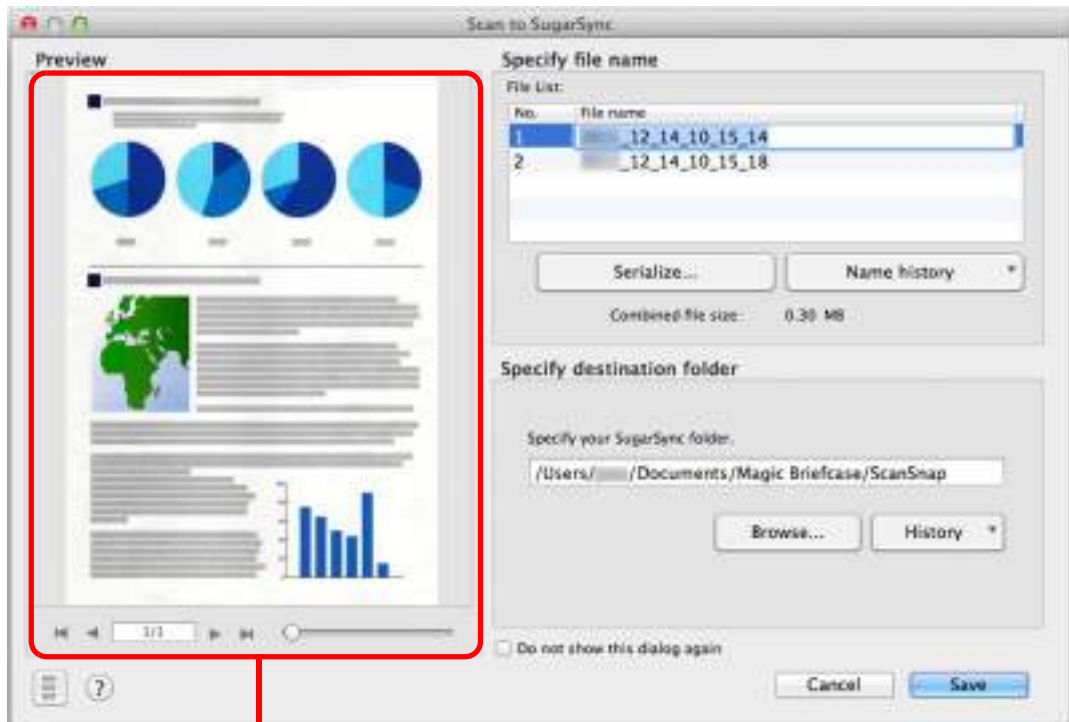 Scan to SugarSync
Preview
1/1
?
Specify file name
File List:
No. File name
1 _12_14_10_15_14
2 _12_14_10_15_18
Serialize... Name history
Combined file size: 0.30 MB
Specify destination folder
Specify your SugarSync folder.
/Users/ /Documents/Magic Briefcase/ScanSnap
Browse... History
Do not show this dialog again
Cancel Save